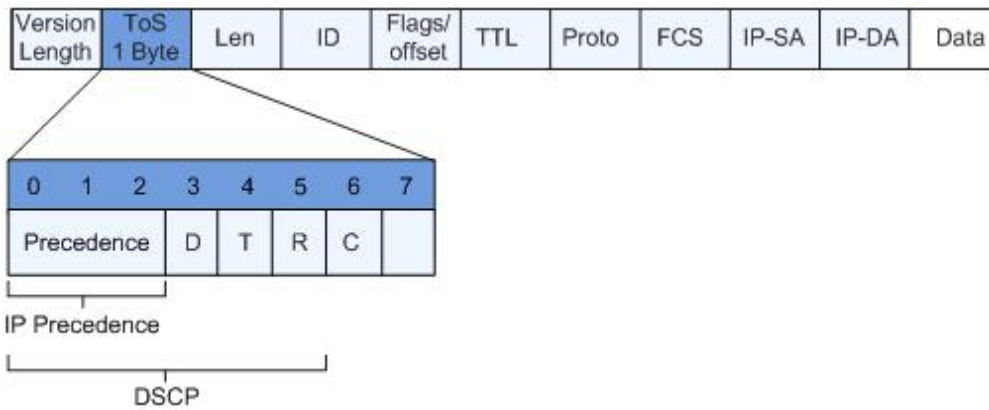 Version Length
ToS 1 Byte
Len
ID
Flags/ offset
TTL
Proto
FCS
IP-SA
IP-DA
Data
0 1 2 3 4 5 6 7
Precedence D T R C
IP Precedence
DSCP